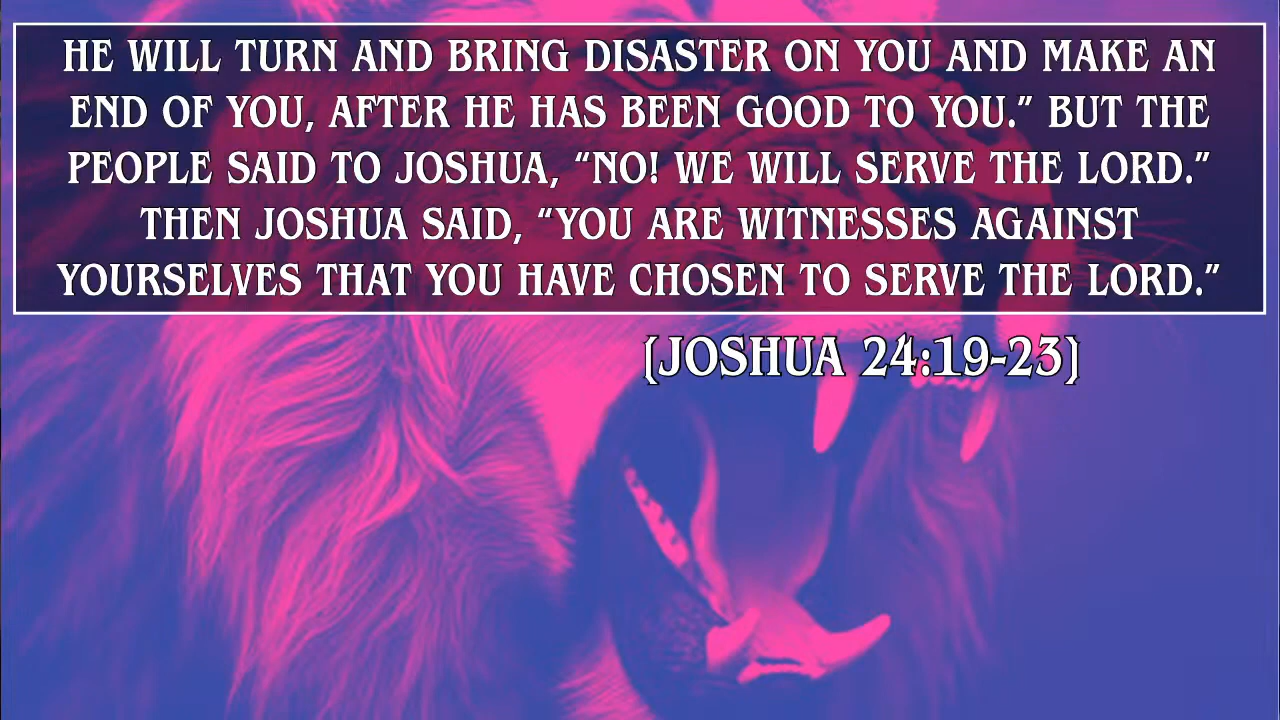 HE WILL TURN AND BRING DISASTER ON YOU AND MAKE AN
END OF YOU, AFTER HE HAS BEEN GOOD TO YOU.” BUT THE
PEOPLE SAID TO JOSHUA, “NO! WE WILL SERVE THE LORD.”
THEN JOSHUA SAID, “YOU ARE WITNESSES AGAINST
YOURSELVES THAT YOU HAVE CHOSEN TO SERVE THE LORD.”
(JOSHUA 24:19-23)